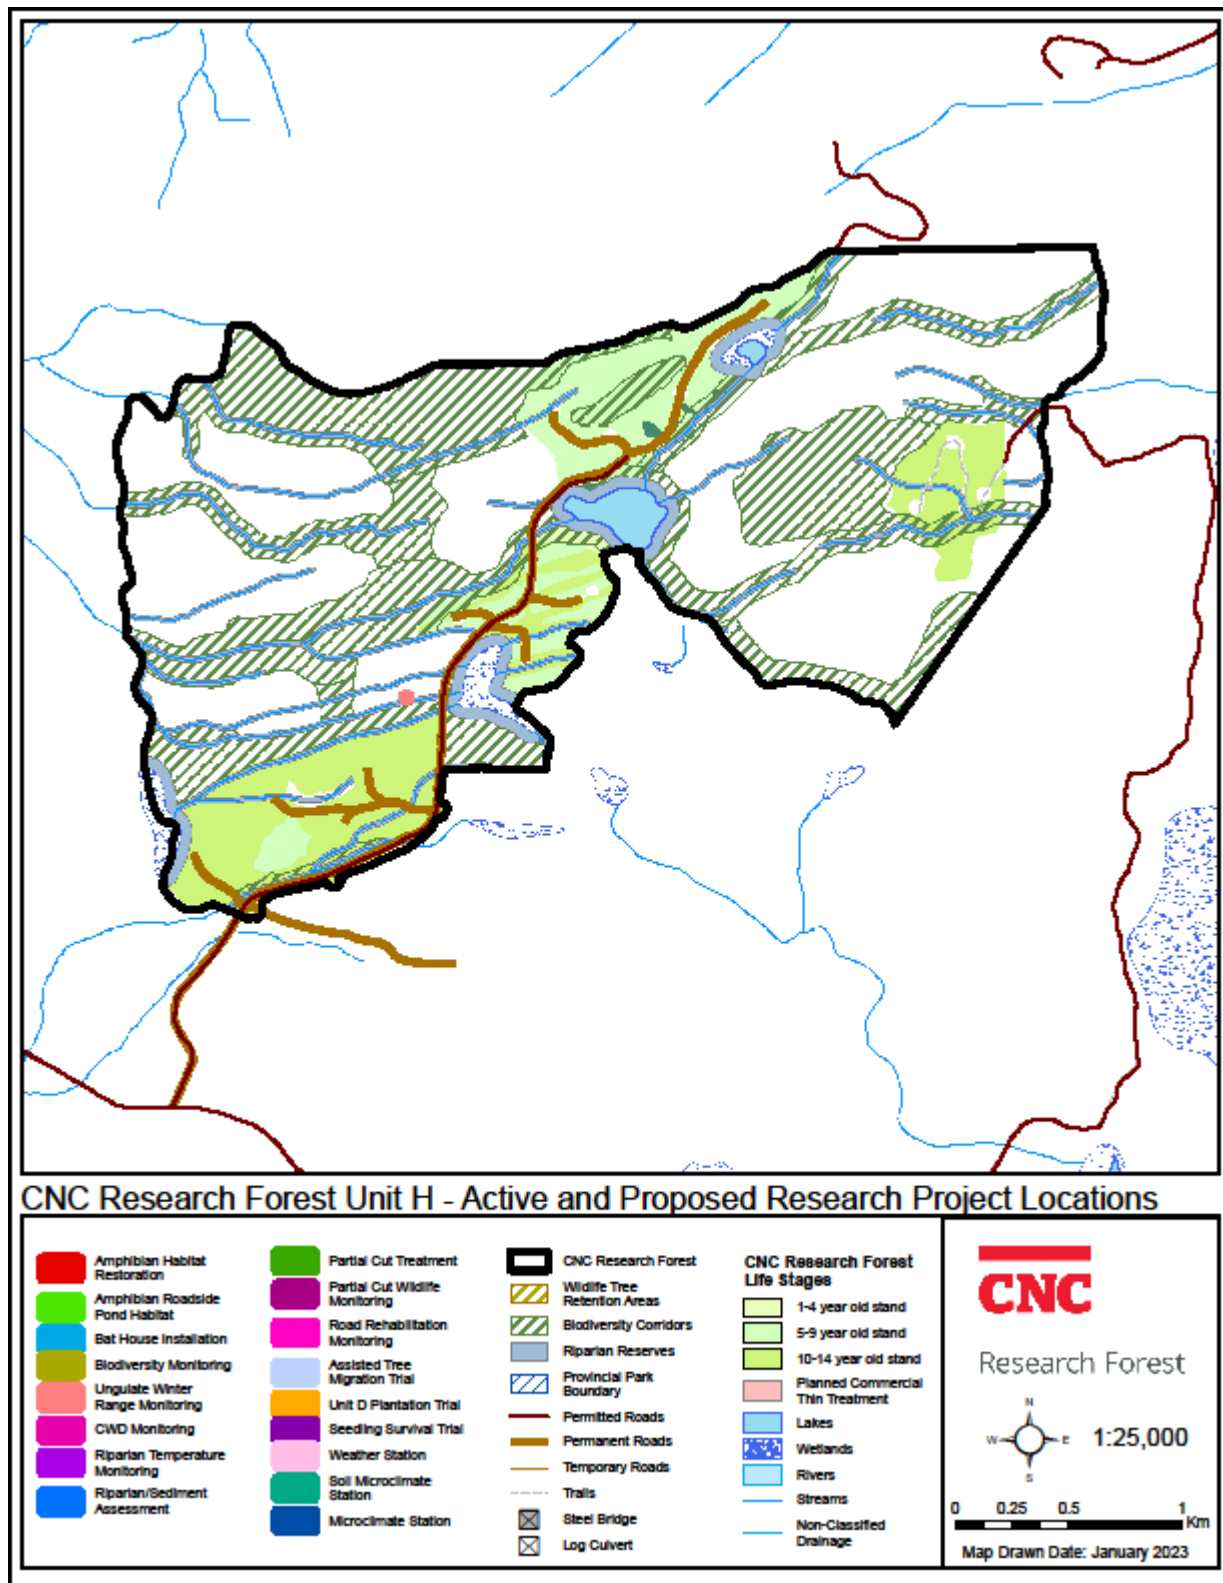 CNC Research Forest Unit H - Active and Proposed Research Project Locations
Amphibian Habitat
Restoration
Amphibian Roadside
Pond Habitat
Bat House Installation
Biodiversity Monitoring
Ungulate Winter
Range Monitoring
CWD Monitoring
Riparian Temperature
Monitoring
Riparian/Sediment
Assessment
Partial Cut Treatment
Partial Cut Wildlife
Monitoring
Road Rehabilitation
Monitoring
Assisted Tree
Migration Trial
Unit D Plantation Trial
Seedling Survival Trial
Weather Station
Soil Microclimate
Station
Microclimate Station
CNC Research Forest
Wildlife Tree
Retention Areas
Biodiversity Corridors
Riparian Reserves
Provincial Park
Boundary
Permitted Roads
Permanent Roads
Temporary Roads
Trails
Steel Bridge
Log Culvert
CNC Research Forest
Life Stages
1-4 year old stand
5-9 year old stand
10-14 year old stand
Planned Commercial
Thin Treatment
Lakes
Wetlands
Rivers
Streams
Non-Classified
Drainage
CNC
Research Forest
N
W E
S
1:25,000
0 0.25 0.5 1
Km
Map Drawn Date: January 2023